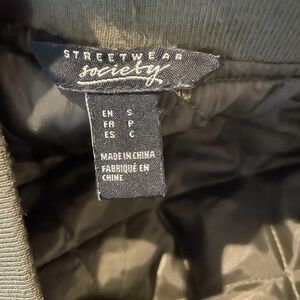 STREETWEAR
society
EN S
FR P
ES C
MADE IN CHINA
FABRIQUÉ EN
CHINE